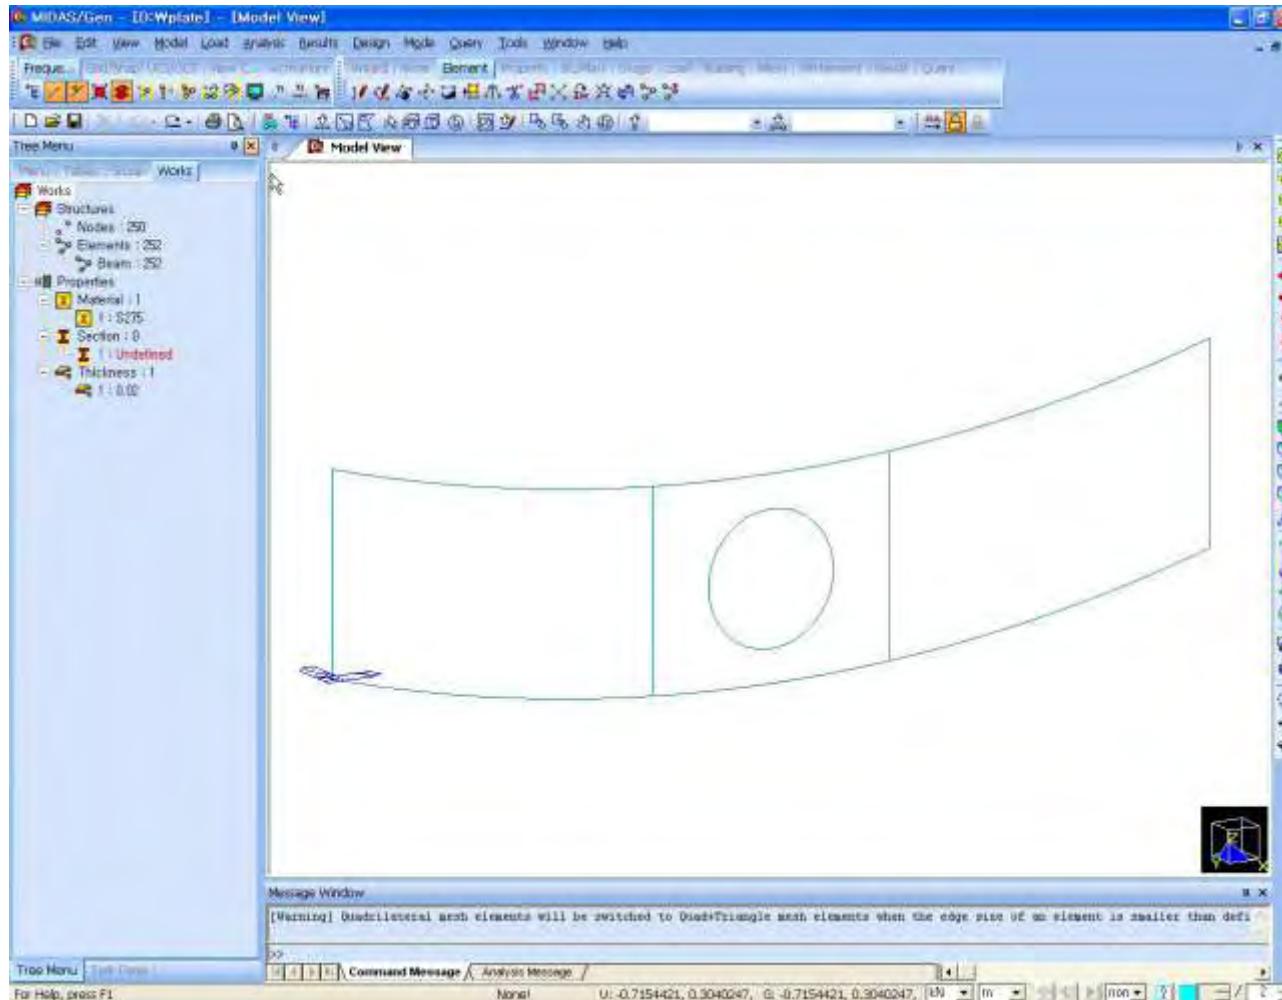 MIDAS/Gen - [D:\plate] - [Model View]
File Edit View Model Load Analysis Results Design Mode Query Tools Window Help
Element
Tree Menu
Model View
Works
Works
Structures
Nodes : 250
Elements : 252
Beam : 252
Properties
Material : 1
1 : S275
Section : 0
1 : Undefined
Thickness : 1
1 : 0.02
Message Window
[Warning] Quadrilateral mesh elements will be switched to Quad+Triangle mesh elements when the edge size of an element is smaller than defi
>>
Tree Menu
Command Message
Analysis Message
For Help, press F1
None!
U: -0.7154421, 0.3040247,
G: -0.7154421, 0.3040247,
kN
m
non
?
2